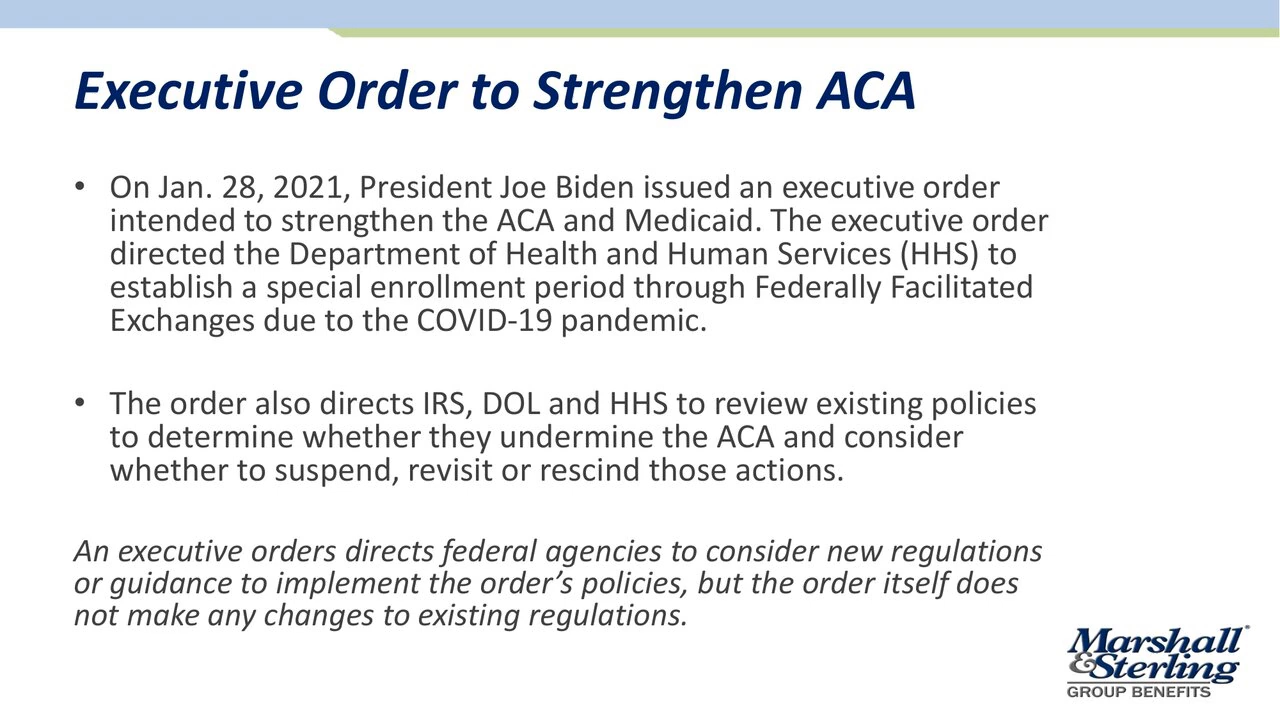 Executive Order to Strengthen ACA
• On Jan. 28, 2021, President Joe Biden issued an executive order
intended to strengthen the ACA and Medicaid. The executive order
directed the Department of Health and Human Services (HHS) to
establish a special enrollment period through Federally Facilitated
Exchanges due to the COVID-19 pandemic.
• The order also directs IRS, DOL and HHS to review existing policies
to determine whether they undermine the ACA and consider
whether to suspend, revisit or rescind those actions.
An executive orders directs federal agencies to consider new regulations
or guidance to implement the order’s policies, but the order itself does
not make any changes to existing regulations.
Marshall®
&Sterling
GROUP BENEFITS